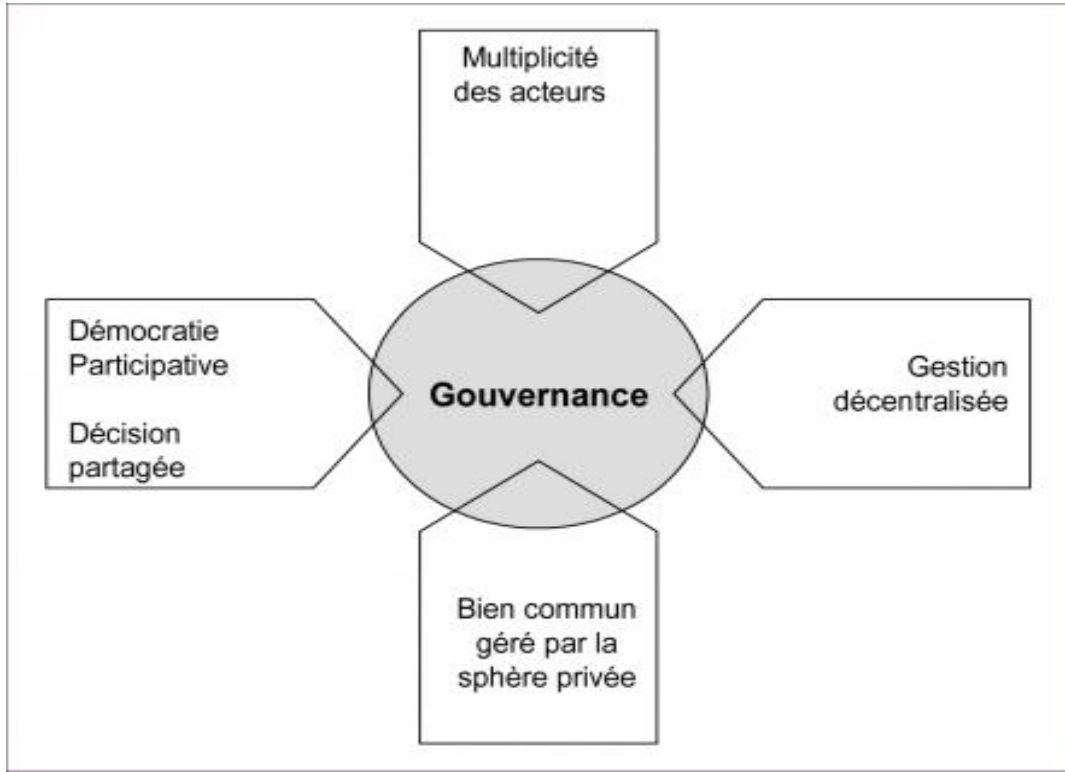 Multiplicité
des acteurs
Démocratie
Participative
Décision
partagée
Gouvernance
Gestion
décentralisée
Bien commun
géré par la
sphère privée